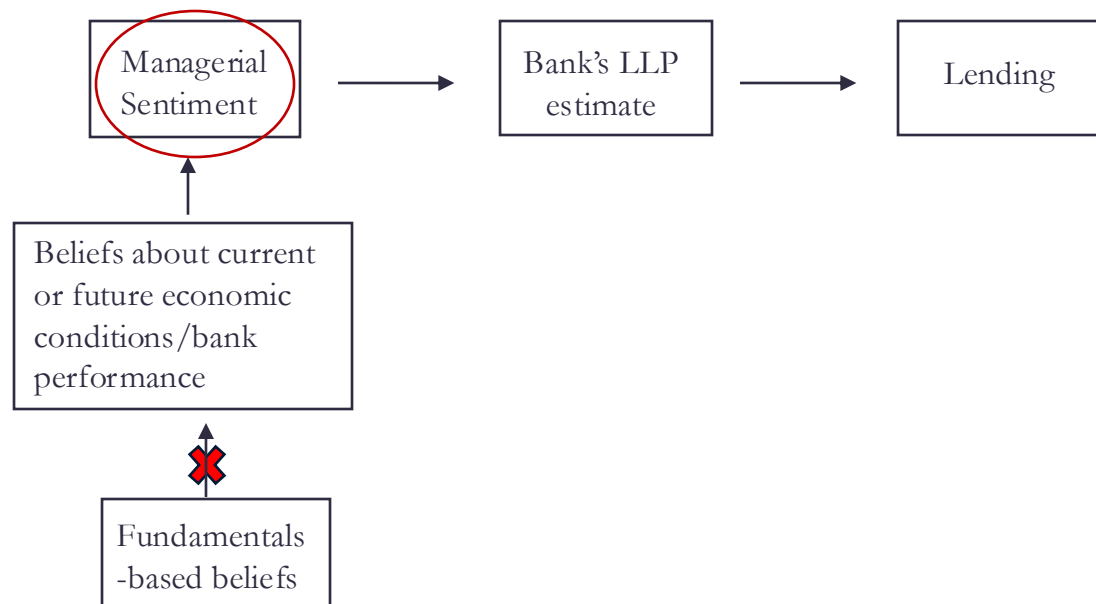 Managerial
Sentiment
Bank's LLP
estimate
Lending
Beliefs about current
or future economic
conditions/bank
performance
Fundamentals
-based beliefs